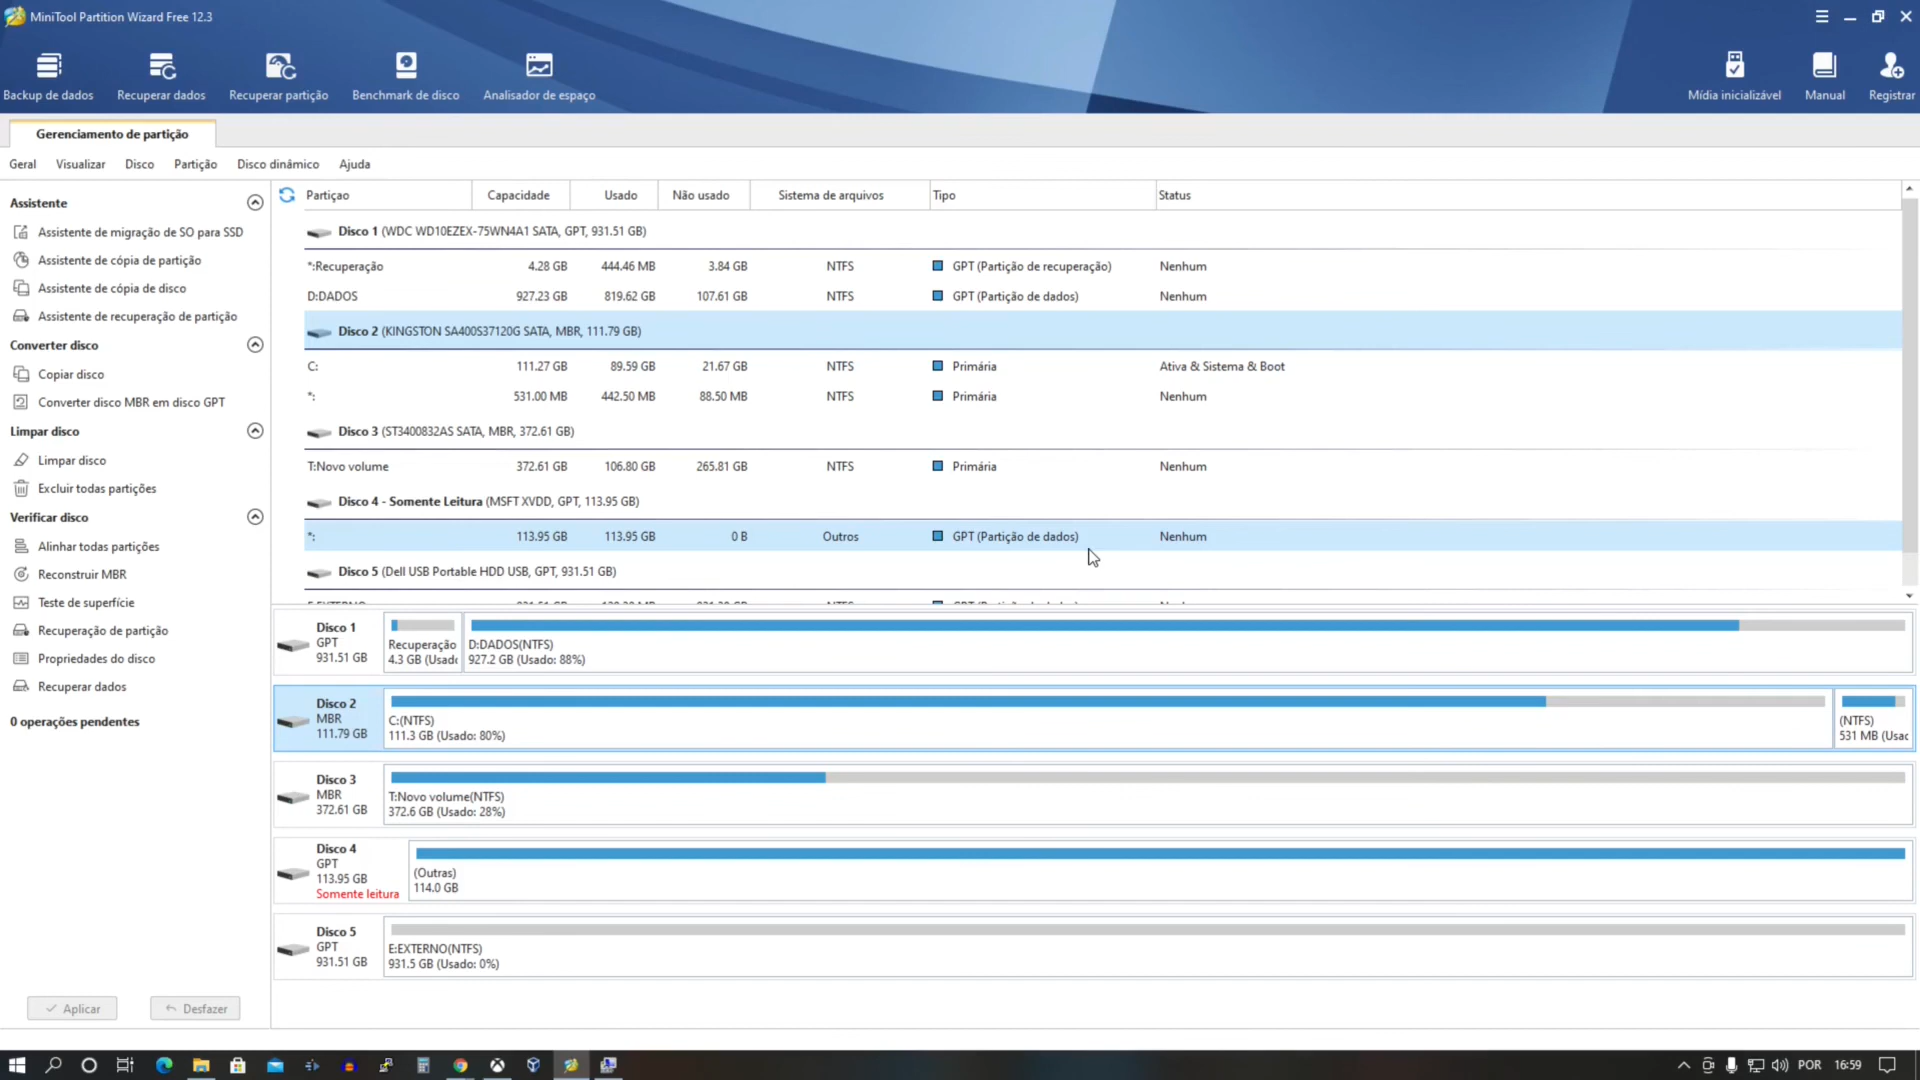 MiniTool Partition Wizard Free 12.3
Backup de dados
Recuperar dados
Recuperar partição
Benchmark de disco
Analisador de espaço
Mídia inicializável
Manual
Registrar
Gerenciamento de partição
Geral
Visualizar
Disco
Partição
Disco dinâmico
Ajuda
Assistente
Assistente de migração de SO para SSD
Assistente de cópia de partição
Assistente de cópia de disco
Assistente de recuperação de partição
Converter disco
Copiar disco
Converter disco MBR em disco GPT
Limpar disco
Limpar disco
Excluir todas partições
Verificar disco
Alinhar todas partições
Reconstruir MBR
Teste de superfície
Recuperação de partição
Propriedades do disco
Recuperar dados
0 operações pendentes
Aplicar
Desfazer
Partiçao Capacidade Usado Não usado Sistema de arquivos Tipo Status
Disco 1 (WDC WD10EZEX-75WN4A1 SATA, GPT, 931.51 GB)
*:Recuperação 4.28 GB 444.46 MB 3.84 GB NTFS GPT (Partição de recuperação) Nenhum
D:DADOS 927.23 GB 819.62 GB 107.61 GB NTFS GPT (Partição de dados) Nenhum
Disco 2 (KINGSTON SA400S37120G SATA, MBR, 111.79 GB)
C: 111.27 GB 89.59 GB 21.67 GB NTFS Primária Ativa & Sistema & Boot
*: 531.00 MB 442.50 MB 88.50 MB NTFS Primária Nenhum
Disco 3 (ST3400832AS SATA, MBR, 372.61 GB)
T:Novo volume 372.61 GB 106.80 GB 265.81 GB NTFS Primária Nenhum
Disco 4 - Somente Leitura (MSFT XVDD, GPT, 113.95 GB)
*: 113.95 GB 113.95 GB 0 B Outros GPT (Partição de dados) Nenhum
Disco 5 (Dell USB Portable HDD USB, GPT, 931.51 GB)
Disco 1
GPT
931.51 GB
Recuperação
4.3 GB (Usad
D:DADOS(NTFS)
927.2 GB (Usado: 88%)
Disco 2
MBR
111.79 GB
C:(NTFS)
111.3 GB (Usado: 80%)
(NTFS)
531 MB (Usac
Disco 3
MBR
372.61 GB
T:Novo volume(NTFS)
372.6 GB (Usado: 28%)
Disco 4
GPT
113.95 GB
Somente leitura
(Outras)
114.0 GB
Disco 5
GPT
931.51 GB
E:EXTERNO(NTFS)
931.5 GB (Usado: 0%)
POR 16:59